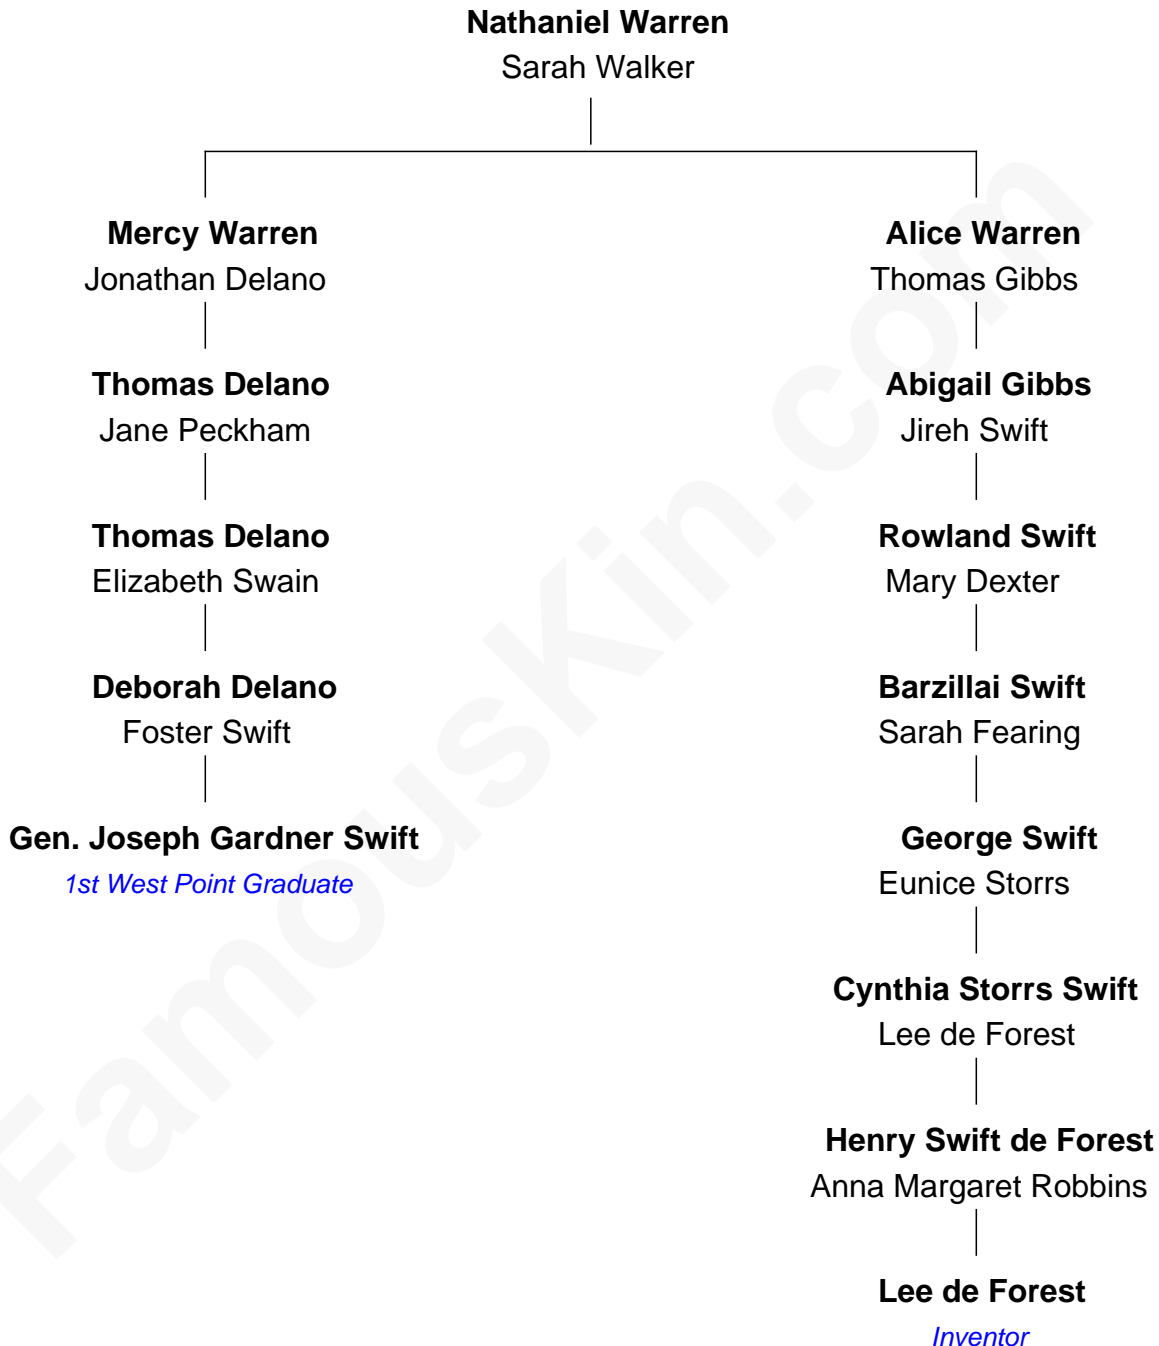 Nathaniel Warren
Sarah Walker
Mercy Warren
Jonathan Delano
Thomas Delano
Jane Peckham
Thomas Delano
Elizabeth Swain
Deborah Delano
Foster Swift
Gen. Joseph Gardner Swift
1st West Point Graduate
Alice Warren
Thomas Gibbs
Abigail Gibbs
Jireh Swift
Rowland Swift
Mary Dexter
Barzillai Swift
Sarah Fearing
George Swift
Eunice Storrs
Cynthia Storrs Swift
Lee de Forest
Henry Swift de Forest
Anna Margaret Robbins
Lee de Forest
Inventor
FamousKin.com